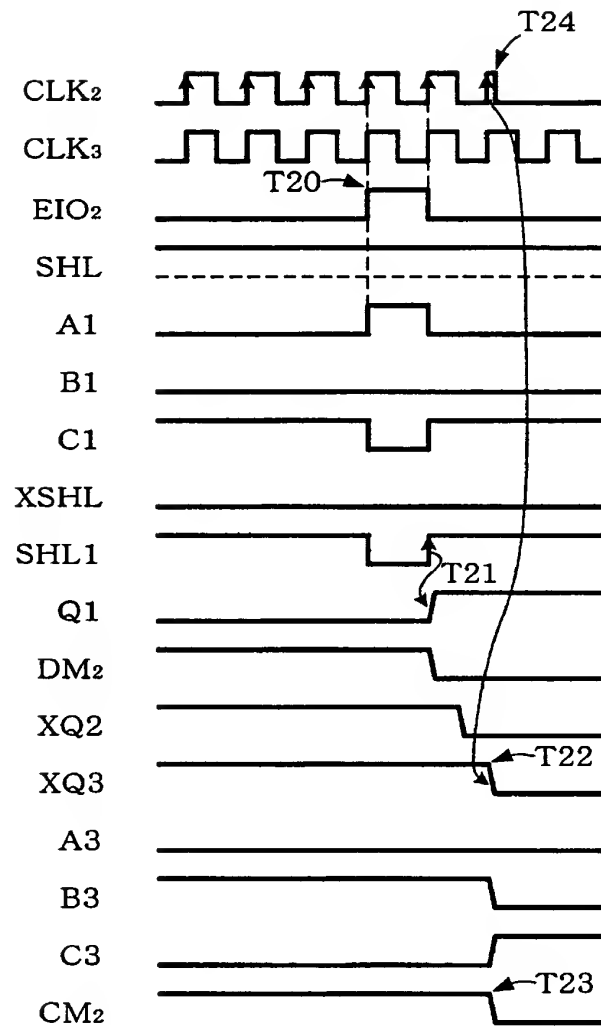 T24
CLK₂
CLK₃
T20
EIO₂
SHL
A1
B1
C1
XSHL
SHL1
T21
Q1
DM₂
XQ2
T22
XQ3
A3
B3
C3
T23
CM₂